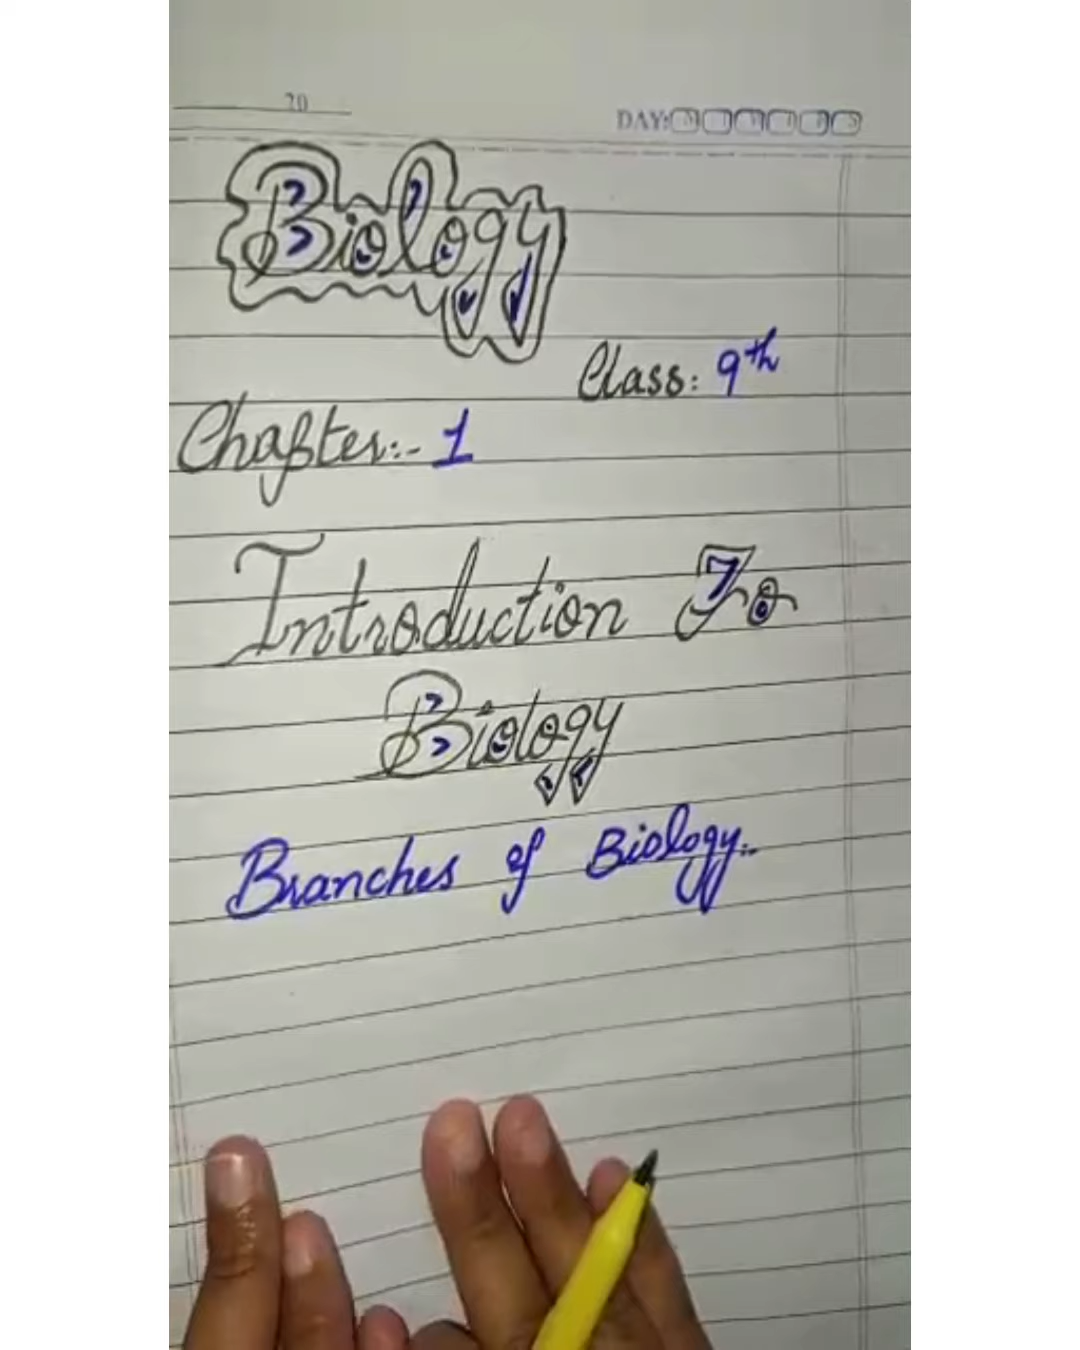 20
DAY:
Biology
Class: 9th
Chapter:- 1
Introduction To
Biology
Branches of Biology:-